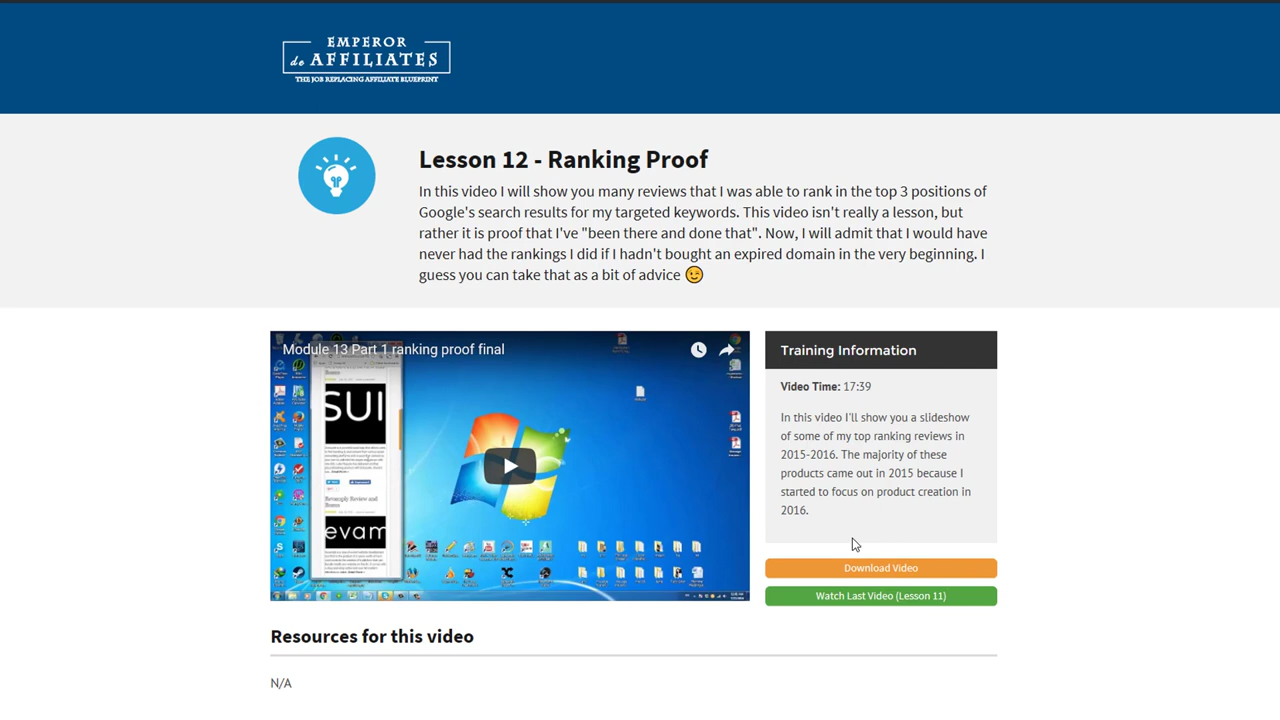 EMPEROR
de AFFILIATES
THE JOB REPLACING AFFILIATE BLUEPRINT
Lesson 12 - Ranking Proof
In this video I will show you many reviews that I was able to rank in the top 3 positions of
Google's search results for my targeted keywords. This video isn't really a lesson, but
rather it is proof that I've "been there and done that". Now, I will admit that I would have
never had the rankings I did if I hadn't bought an expired domain in the very beginning. I
guess you can take that as a bit of advice 😉
Module 13 Part 1 ranking proof final
SUI
Revamply Review and
Bonus
evam
Training Information
Video Time: 17:39
In this video I'll show you a slideshow
of some of my top ranking reviews in
2015-2016. The majority of these
products came out in 2015 because I
started to focus on product creation in
2016.
Download Video
Watch Last Video (Lesson 11)
Resources for this video
N/A